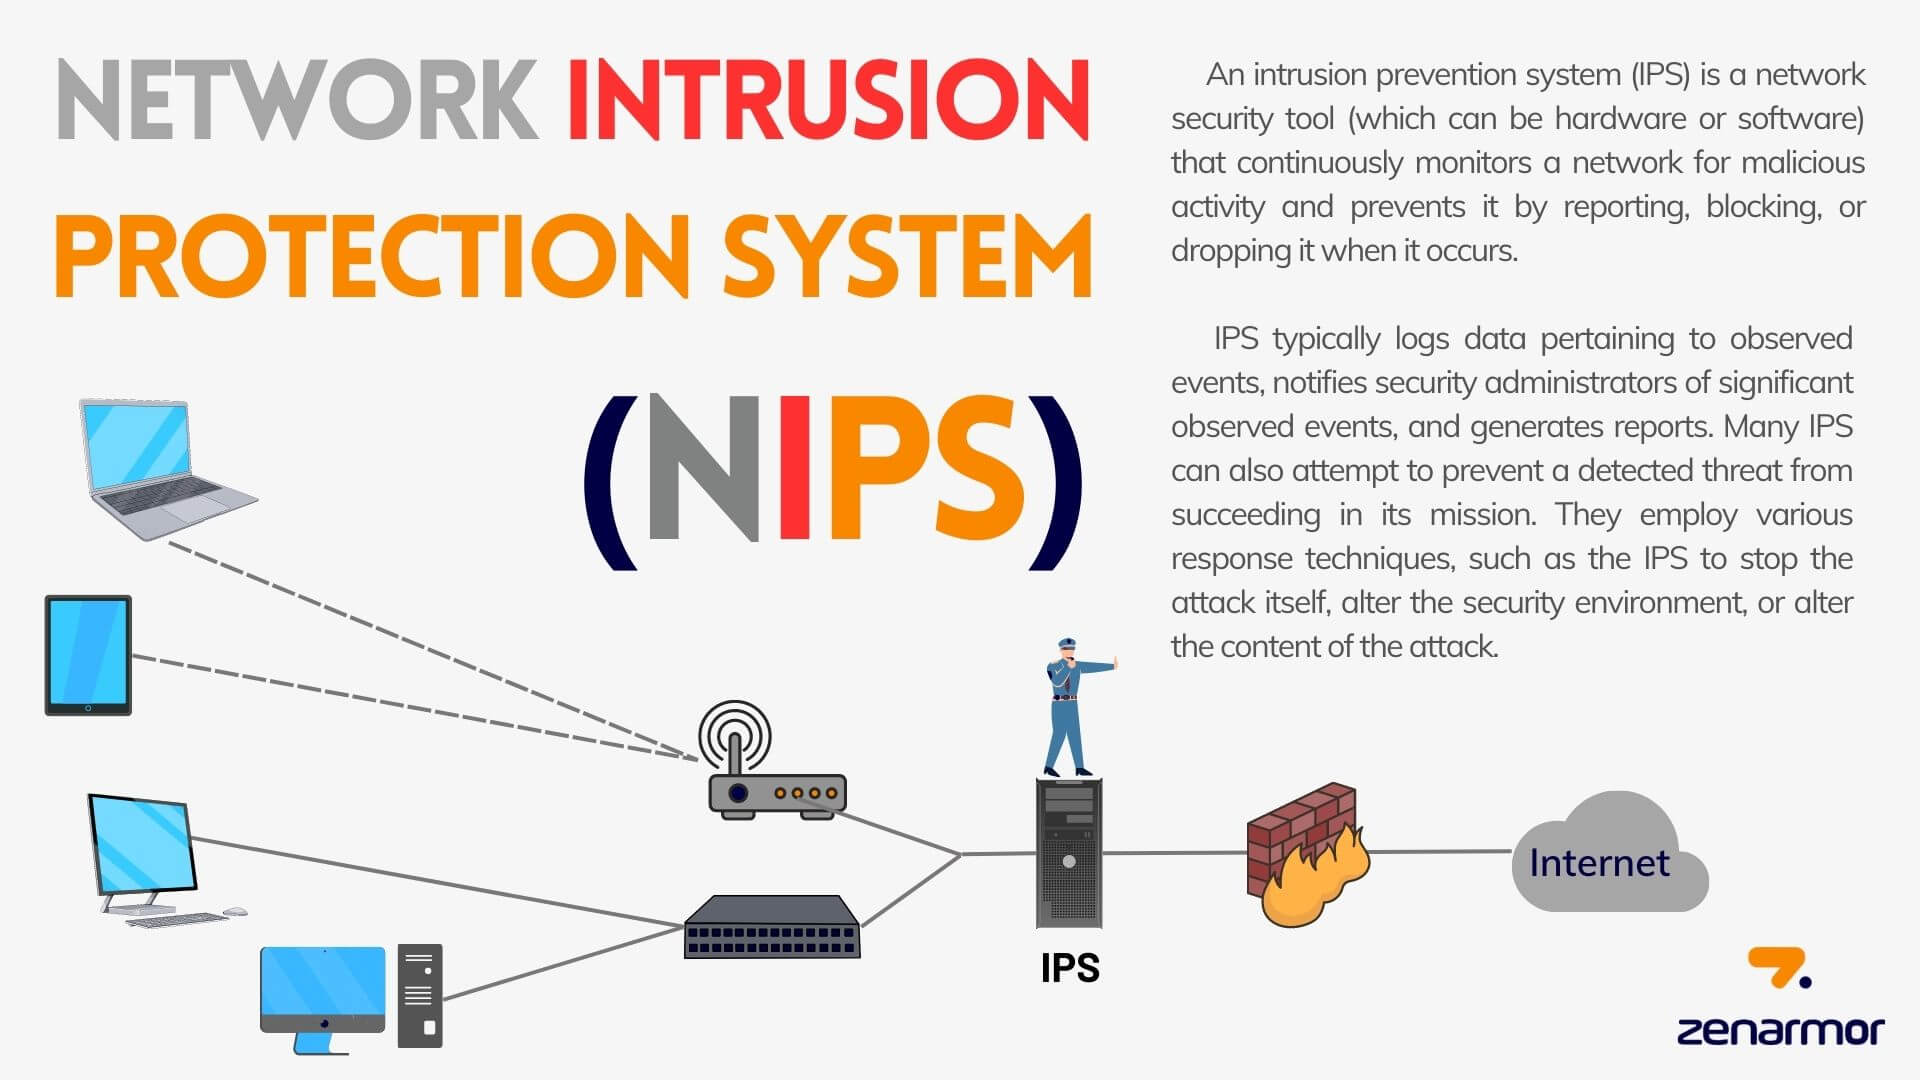 NETWORK INTRUSION
PROTECTION SYSTEM
(NIPS)
An intrusion prevention system (IPS) is a network
security tool (which can be hardware or software)
that continuously monitors a network for malicious
activity and prevents it by reporting, blocking, or
dropping it when it occurs.
IPS typically logs data pertaining to observed
events, notifies security administrators of significant
observed events, and generates reports. Many IPS
can also attempt to prevent a detected threat from
succeeding in its mission. They employ various
response techniques, such as the IPS to stop the
attack itself, alter the security environment, or alter
the content of the attack.
Internet
IPS
zenarmor